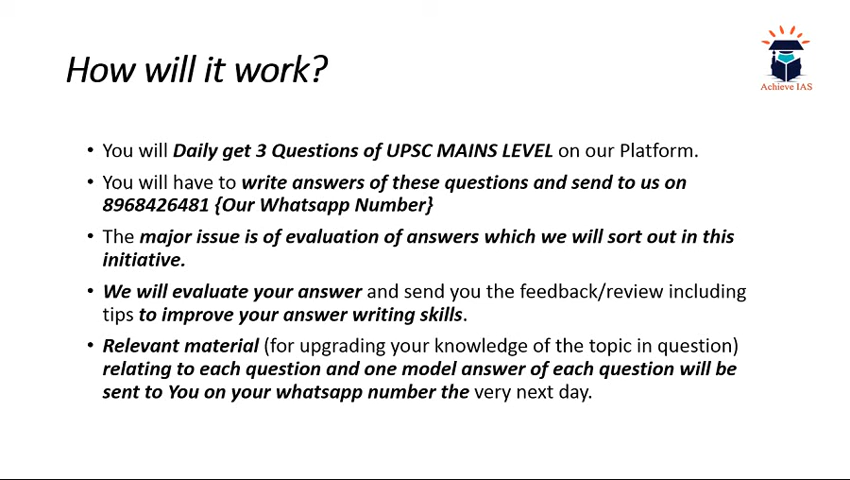 How will it work?
Achieve IAS
• You will Daily get 3 Questions of UPSC MAINS LEVEL on our Platform.
• You will have to write answers of these questions and send to us on
8968426481 {Our Whatsapp Number}
• The major issue is of evaluation of answers which we will sort out in this
initiative.
• We will evaluate your answer and send you the feedback/review including
tips to improve your answer writing skills.
• Relevant material (for upgrading your knowledge of the topic in question)
relating to each question and one model answer of each question will be
sent to You on your whatsapp number the very next day.